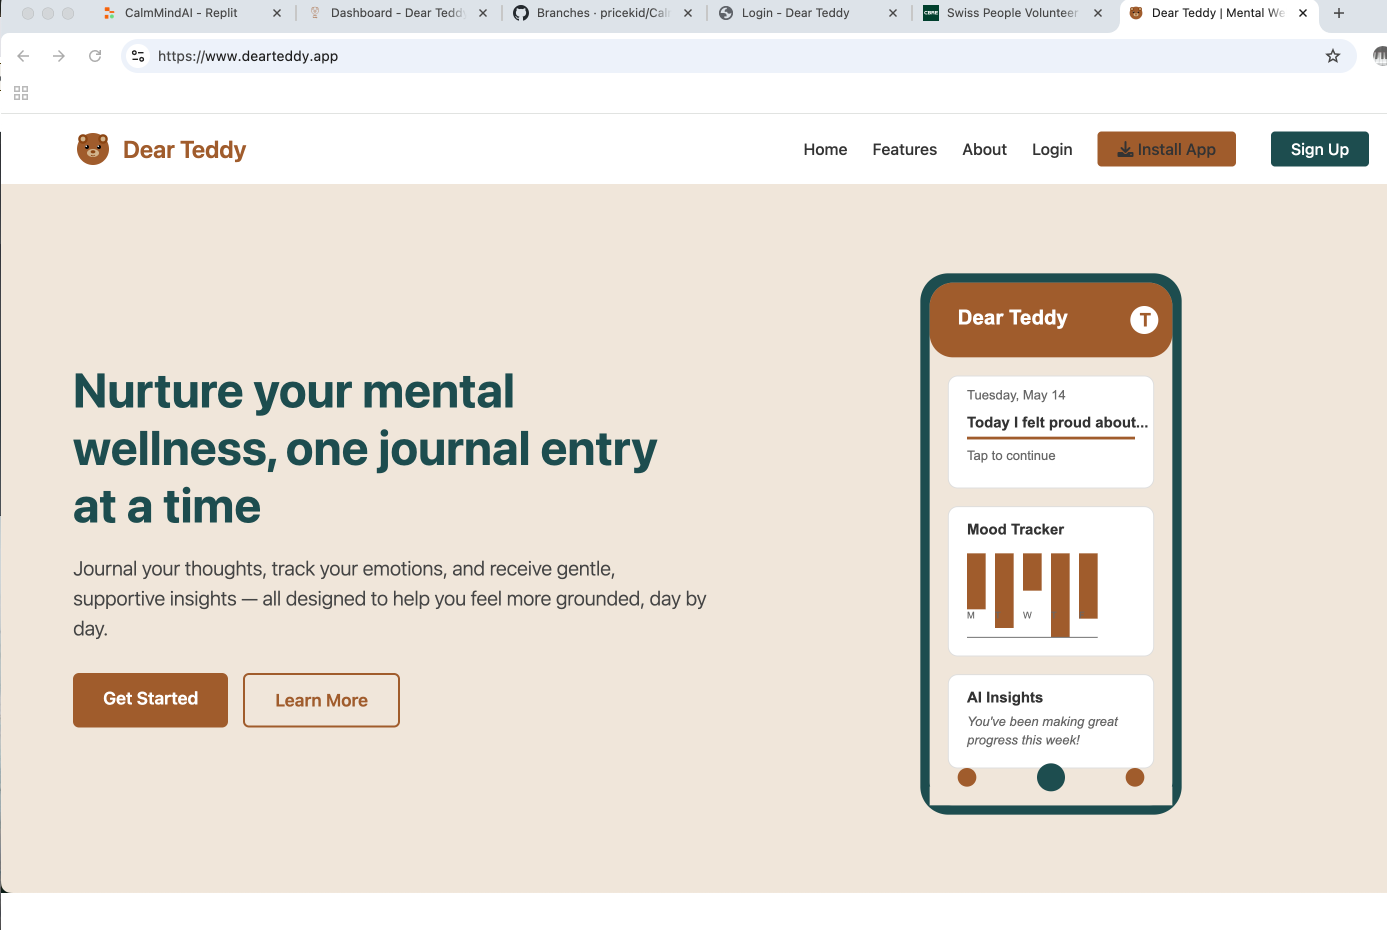 CalmMindAI - Replit
Dashboard - Dear Teddy
Branches · pricekid/Cal
Login - Dear Teddy
Swiss People Volunteer
Dear Teddy | Mental We
https://www.dearteddy.app
Dear Teddy
Home
Features
About
Login
Install App
Sign Up
Nurture your mental
wellness, one journal entry
at a time
Journal your thoughts, track your emotions, and receive gentle,
supportive insights — all designed to help you feel more grounded, day by
day.
Get Started
Learn More
Dear Teddy
T
Tuesday, May 14
Today I felt proud about...
Tap to continue
Mood Tracker
M
W
AI Insights
You've been making great
progress this week!